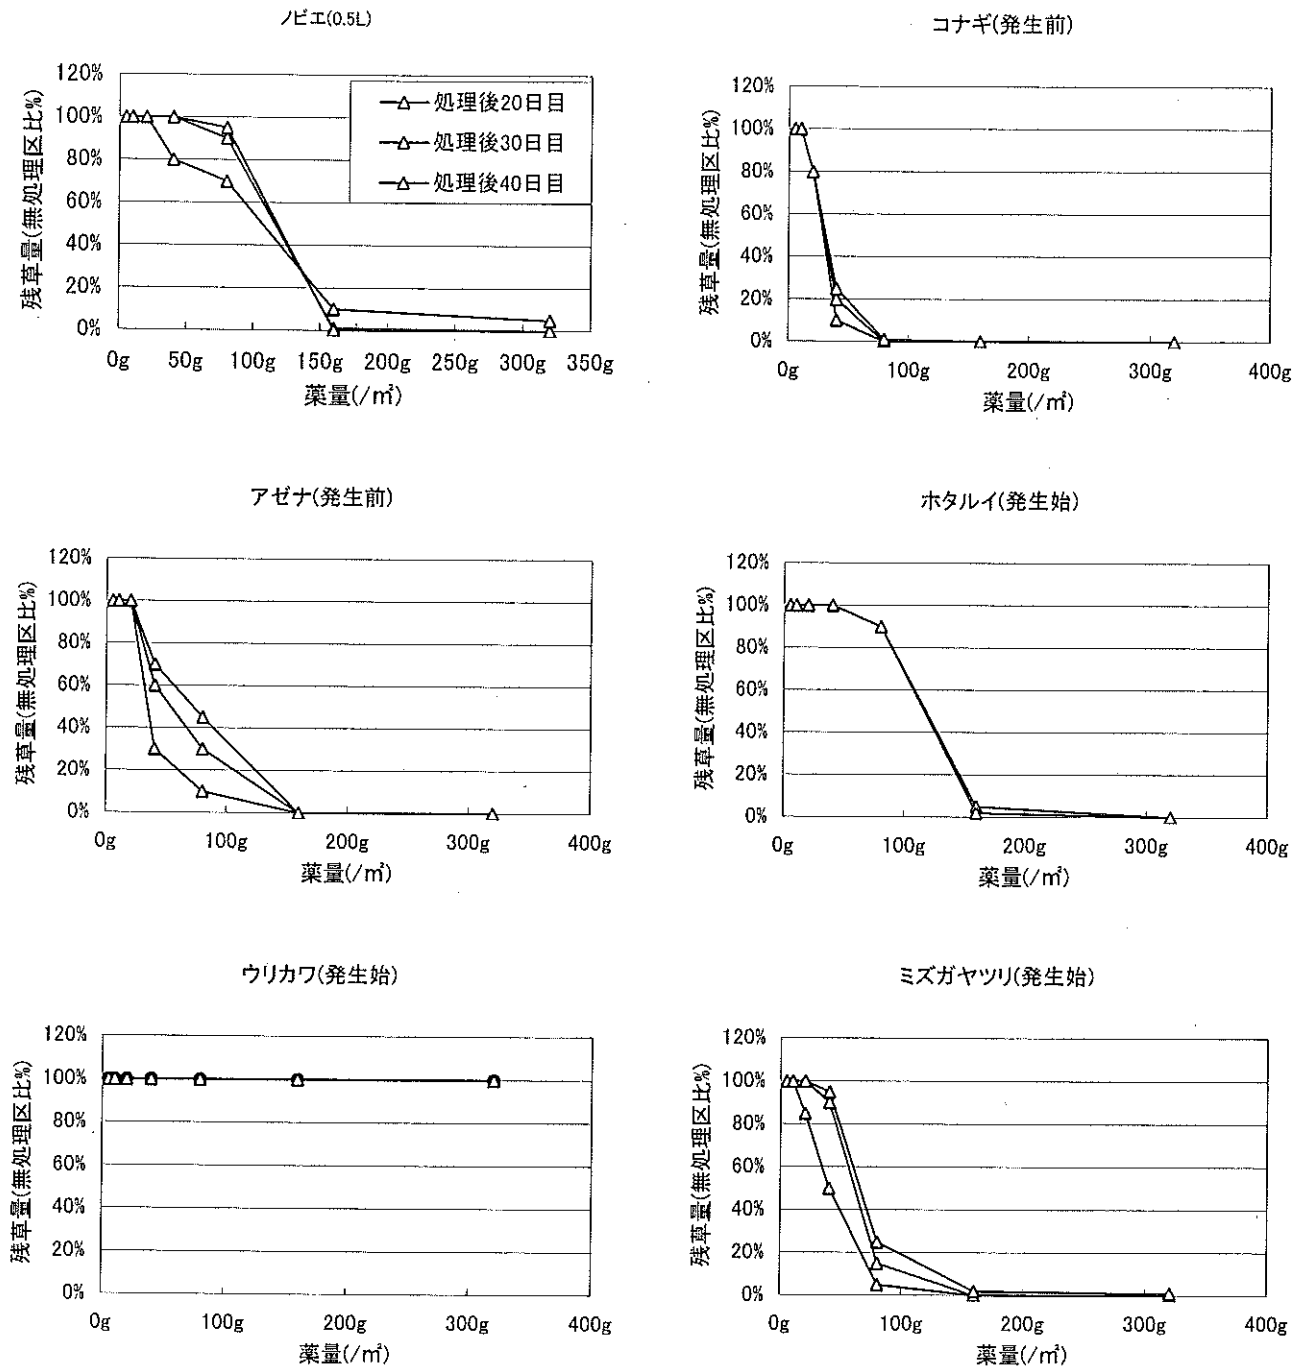 ノビエ(0.5L)
残草量(無処理区比%)
120%
100%
80%
60%
40%
20%
0%
処理後20日目
処理後30日目
処理後40日目
0g 50g 100g 150g 200g 250g 300g 350g
薬量(/㎡)
コナギ(発生前)
残草量(無処理区比%)
120%
100%
80%
60%
40%
20%
0%
0g 100g 200g 300g 400g
薬量(/㎡)
アゼナ(発生前)
残草量(無処理区比%)
120%
100%
80%
60%
40%
20%
0%
0g 100g 200g 300g 400g
薬量(/㎡)
ホタルイ(発生始)
残草量(無処理区比%)
120%
100%
80%
60%
40%
20%
0%
0g 100g 200g 300g 400g
薬量(/㎡)
ウリカワ(発生始)
残草量(無処理区比%)
120%
100%
80%
60%
40%
20%
0%
0g 100g 200g 300g 400g
薬量(/㎡)
ミズガヤツリ(発生始)
残草量(無処理区比%)
120%
100%
80%
60%
40%
20%
0%
0g 100g 200g 300g 400g
薬量(/㎡)